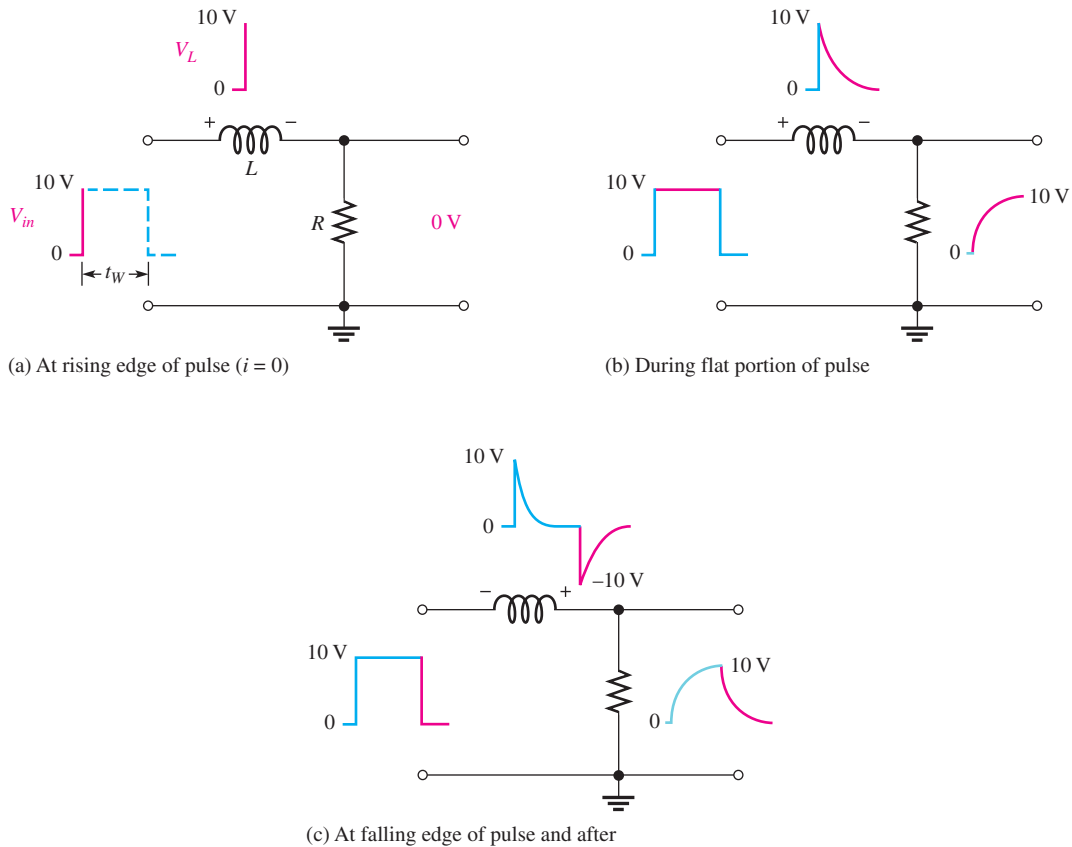 10 V
V_L
0
+ −
L
10 V
V_in
0
t_W
R
0 V
(a) At rising edge of pulse (i = 0)
10 V
0
+ −
10 V
0
10 V
0
(b) During flat portion of pulse
10 V
0
–10 V
− +
10 V
0
10 V
0
(c) At falling edge of pulse and after